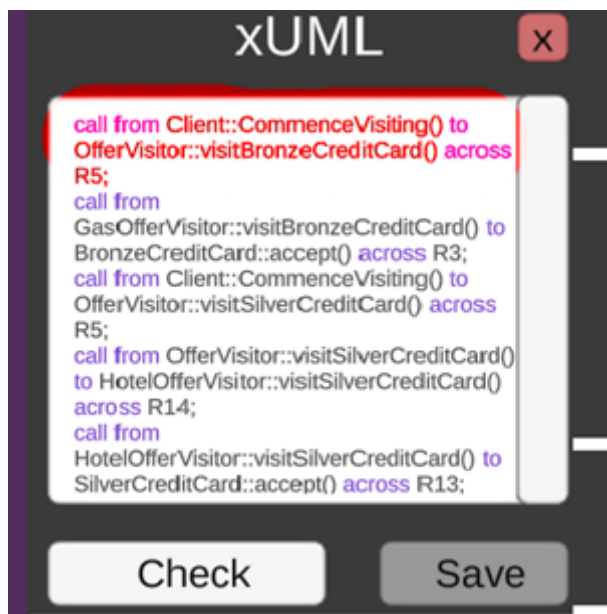 xUML
x
call from Client::CommenceVisiting() to
OfferVisitor::visitBronzeCreditCard() across
R5;
call from
GasOfferVisitor::visitBronzeCreditCard() to
BronzeCreditCard::accept() across R3;
call from Client::CommenceVisiting() to
OfferVisitor::visitSilverCreditCard() across
R5;
call from OfferVisitor::visitSilverCreditCard()
to HotelOfferVisitor::visitSilverCreditCard()
across R14;
call from
HotelOfferVisitor::visitSilverCreditCard() to
SilverCreditCard::accept() across R13;
Check
Save